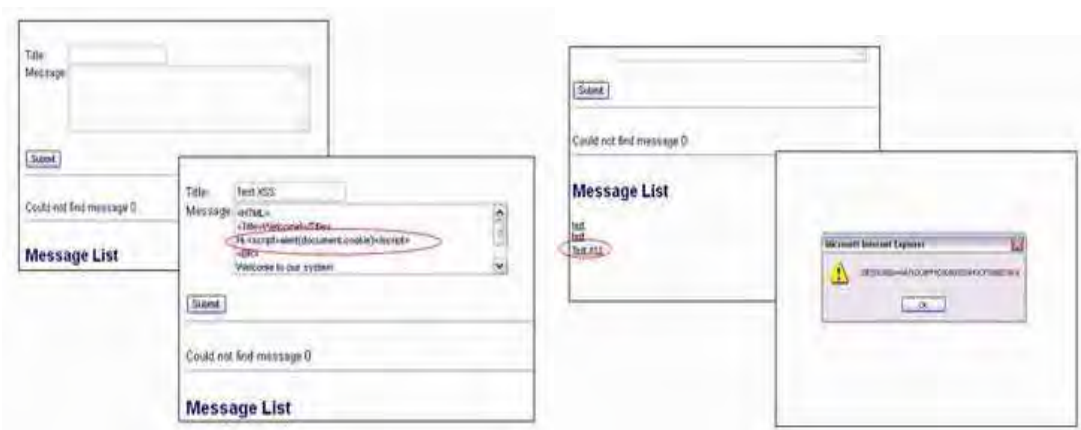 Title:
Message:
Submit
Could not find message 0
Message List
Title: Test XSS
Message: <HTML>
<Title>Welcome!</Title>
Hi <script>alert(document.cookie)</script>
<BR>
Welcome to our system
Submit
Could not find message 0
Message List
Submit
Could not find message 0
Message List
test
test
Test XSS
Microsoft Internet Explorer
OK